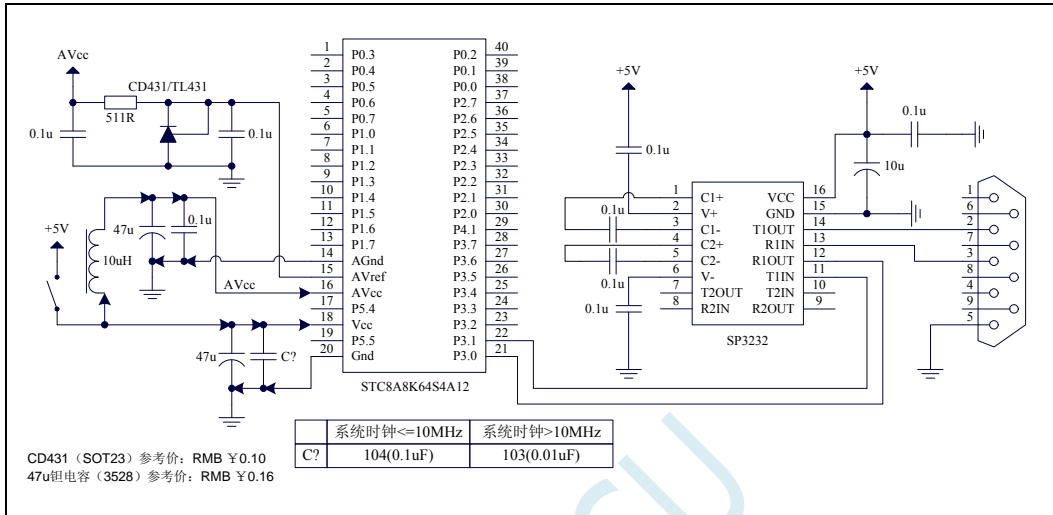 AVcc
CD431/TL431
511R
0.1u
0.1u
+5V
10uH
47u
0.1u
AVcc
47u
C?
1 P0.3
2 P0.4
3 P0.5
4 P0.6
5 P0.7
6 P1.0
7 P1.1
8 P1.2
9 P1.3
10 P1.4
11 P1.5
12 P1.6
13 P1.7
14 AGnd
15 AVref
16 AVcc
17 P5.4
18 Vcc
19 P5.5
20 Gnd
P0.2 40
P0.1 39
P0.0 38
P2.7 37
P2.6 36
P2.5 35
P2.4 34
P2.3 33
P2.2 32
P2.1 31
P2.0 30
P4.1 29
P3.7 28
P3.6 27
P3.5 26
P3.4 25
P3.3 24
P3.2 23
P3.1 22
P3.0 21
STC8A8K64S4A12
+5V
0.1u
0.1u
0.1u
0.1u
1 C1+
2 V+
3 C1-
4 C2+
5 C2-
6 V-
7 T2OUT
8 R2IN
VCC 16
GND 15
T1OUT 14
R1IN 13
R1OUT 12
T1IN 11
T2IN 10
R2OUT 9
SP3232
+5V
0.1u
10u
1
6
2
7
3
8
4
9
5
系统时钟<=10MHz 系统时钟>10MHz
C? 104(0.1uF) 103(0.01uF)
CD431（SOT23）参考价：RMB ￥0.10
47u钽电容（3528）参考价：RMB ￥0.16